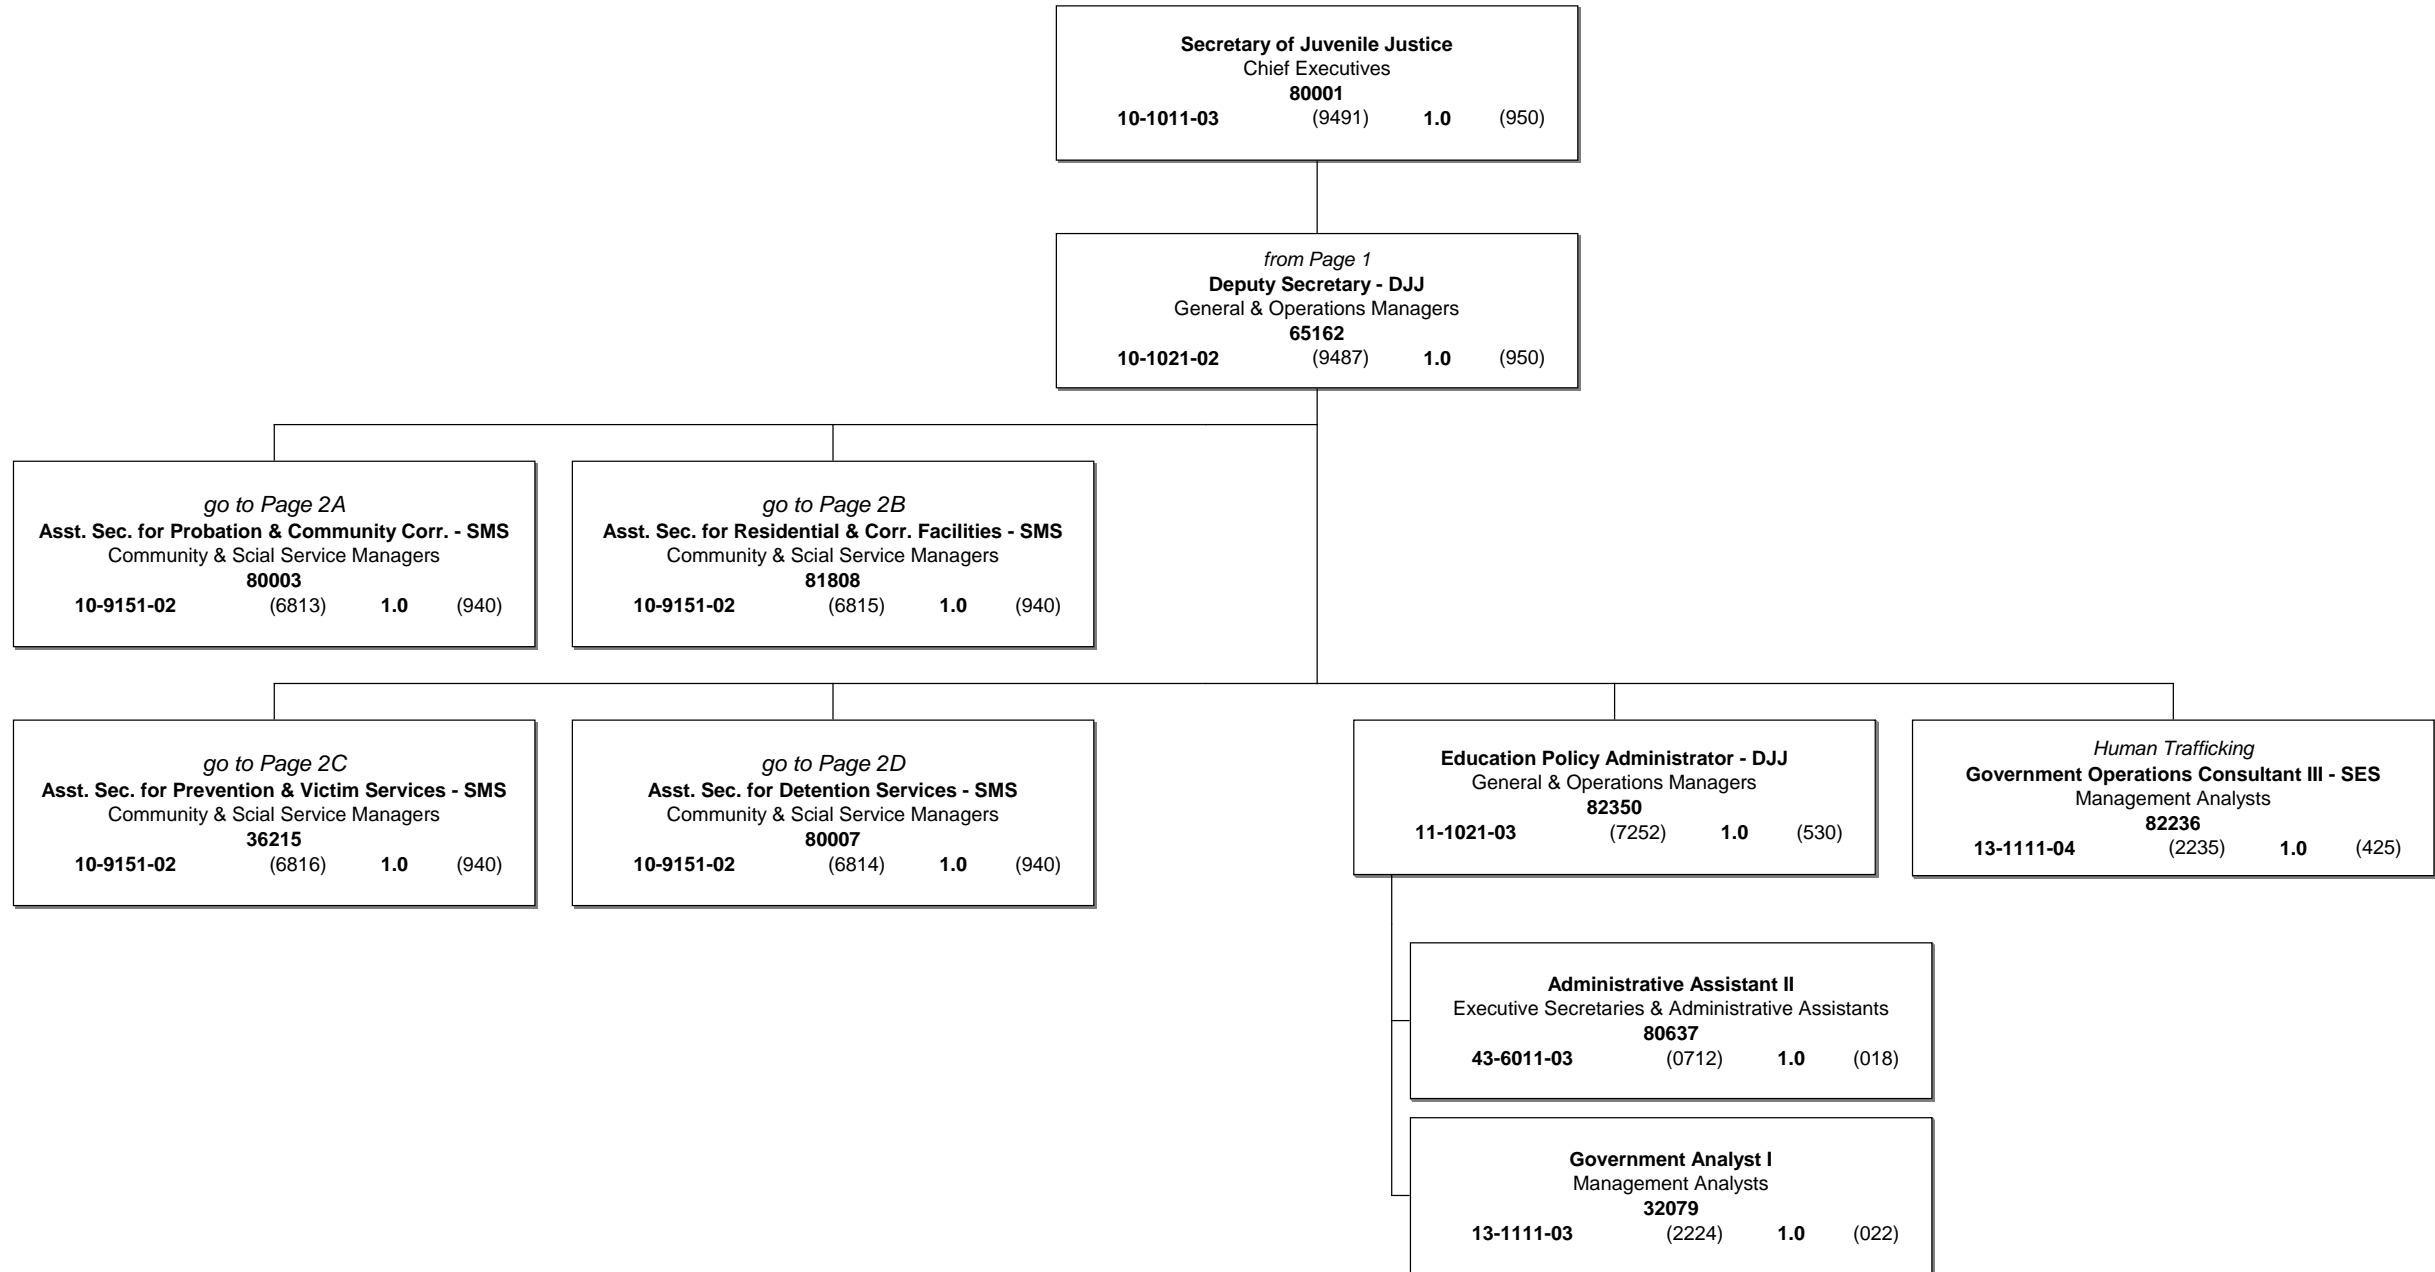 Secretary of Juvenile Justice
Chief Executives
80001
10-1011-03 (9491) 1.0 (950)
from Page 1
Deputy Secretary - DJJ
General & Operations Managers
65162
10-1021-02 (9487) 1.0 (950)
go to Page 2A
Asst. Sec. for Probation & Community Corr. - SMS
Community & Scial Service Managers
80003
10-9151-02 (6813) 1.0 (940)
go to Page 2B
Asst. Sec. for Residential & Corr. Facilities - SMS
Community & Scial Service Managers
81808
10-9151-02 (6815) 1.0 (940)
go to Page 2C
Asst. Sec. for Prevention & Victim Services - SMS
Community & Scial Service Managers
36215
10-9151-02 (6816) 1.0 (940)
go to Page 2D
Asst. Sec. for Detention Services - SMS
Community & Scial Service Managers
80007
10-9151-02 (6814) 1.0 (940)
Education Policy Administrator - DJJ
General & Operations Managers
82350
11-1021-03 (7252) 1.0 (530)
Human Trafficking
Government Operations Consultant III - SES
Management Analysts
82236
13-1111-04 (2235) 1.0 (425)
Administrative Assistant II
Executive Secretaries & Administrative Assistants
80637
43-6011-03 (0712) 1.0 (018)
Government Analyst I
Management Analysts
32079
13-1111-03 (2224) 1.0 (022)